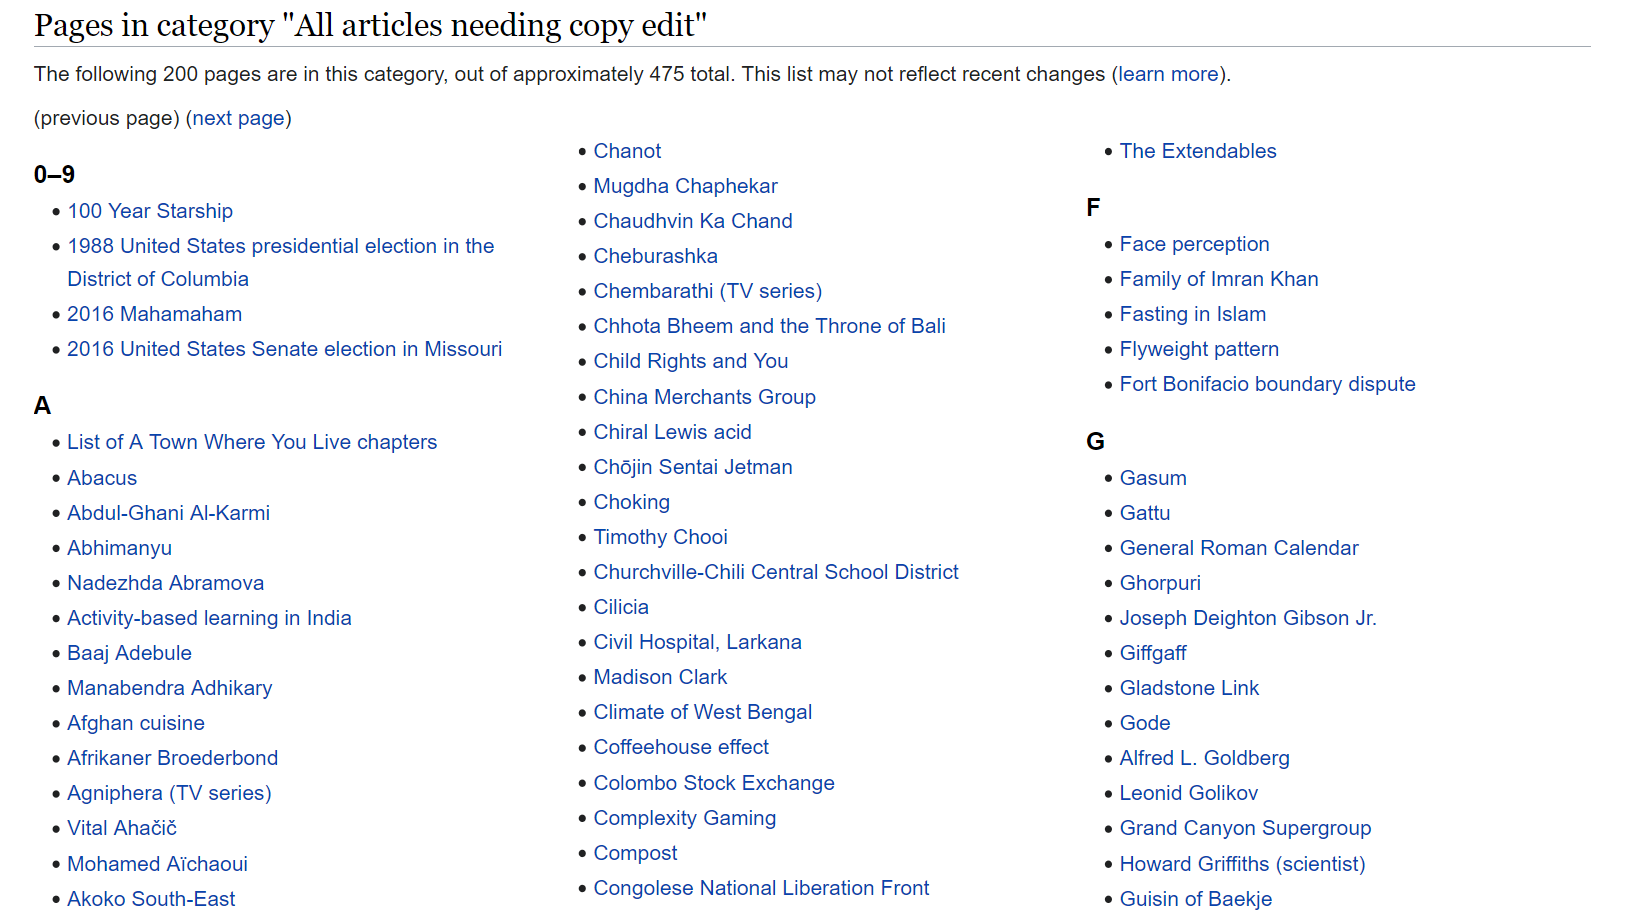 Pages in category "All articles needing copy edit"
The following 200 pages are in this category, out of approximately 475 total. This list may not reflect recent changes (learn more).
(previous page) (next page)
0–9
100 Year Starship
1988 United States presidential election in the
District of Columbia
2016 Mahamaham
2016 United States Senate election in Missouri
A
List of A Town Where You Live chapters
Abacus
Abdul-Ghani Al-Karmi
Abhimanyu
Nadezhda Abramova
Activity-based learning in India
Baaj Adebule
Manabendra Adhikary
Afghan cuisine
Afrikaner Broederbond
Agniphera (TV series)
Vital Ahačič
Mohamed Aïchaoui
Akoko South-East
Chanot
Mugdha Chaphekar
Chaudhvin Ka Chand
Cheburashka
Chembarathi (TV series)
Chhota Bheem and the Throne of Bali
Child Rights and You
China Merchants Group
Chiral Lewis acid
Chōjin Sentai Jetman
Choking
Timothy Chooi
Churchville-Chili Central School District
Cilicia
Civil Hospital, Larkana
Madison Clark
Climate of West Bengal
Coffeehouse effect
Colombo Stock Exchange
Complexity Gaming
Compost
Congolese National Liberation Front
The Extendables
F
Face perception
Family of Imran Khan
Fasting in Islam
Flyweight pattern
Fort Bonifacio boundary dispute
G
Gasum
Gattu
General Roman Calendar
Ghorpuri
Joseph Deighton Gibson Jr.
Giffgaff
Gladstone Link
Gode
Alfred L. Goldberg
Leonid Golikov
Grand Canyon Supergroup
Howard Griffiths (scientist)
Guisin of Baekje